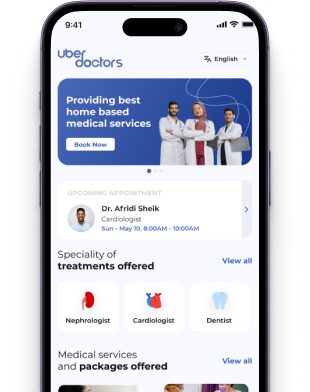 9:41
Uber
doctors
English
Providing best
home based
medical services
Book Now
UPCOMING APPOINTMENT
Dr. Afridi Sheik
Cardiologist
Sun - May 10, 8:00AM - 10:00AM
Speciality of
treatments offered
View all
Nephrologist
Cardiologist
Dentist
Medical services
and packages offered
View all